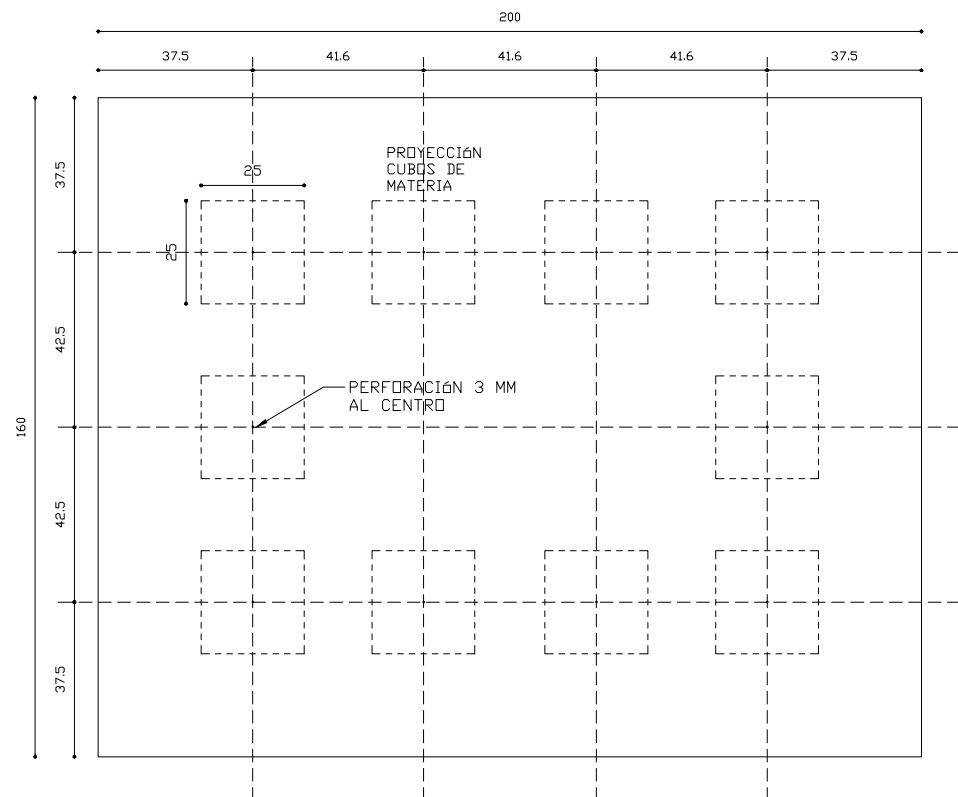 200
37.5
41.6
41.6
41.6
37.5
37.5
PROYECCIóN
CUBOS DE
MATERIA
25
25
42.5
PERFORACIóN 3 MM
AL CENTRO
160
42.5
37.5